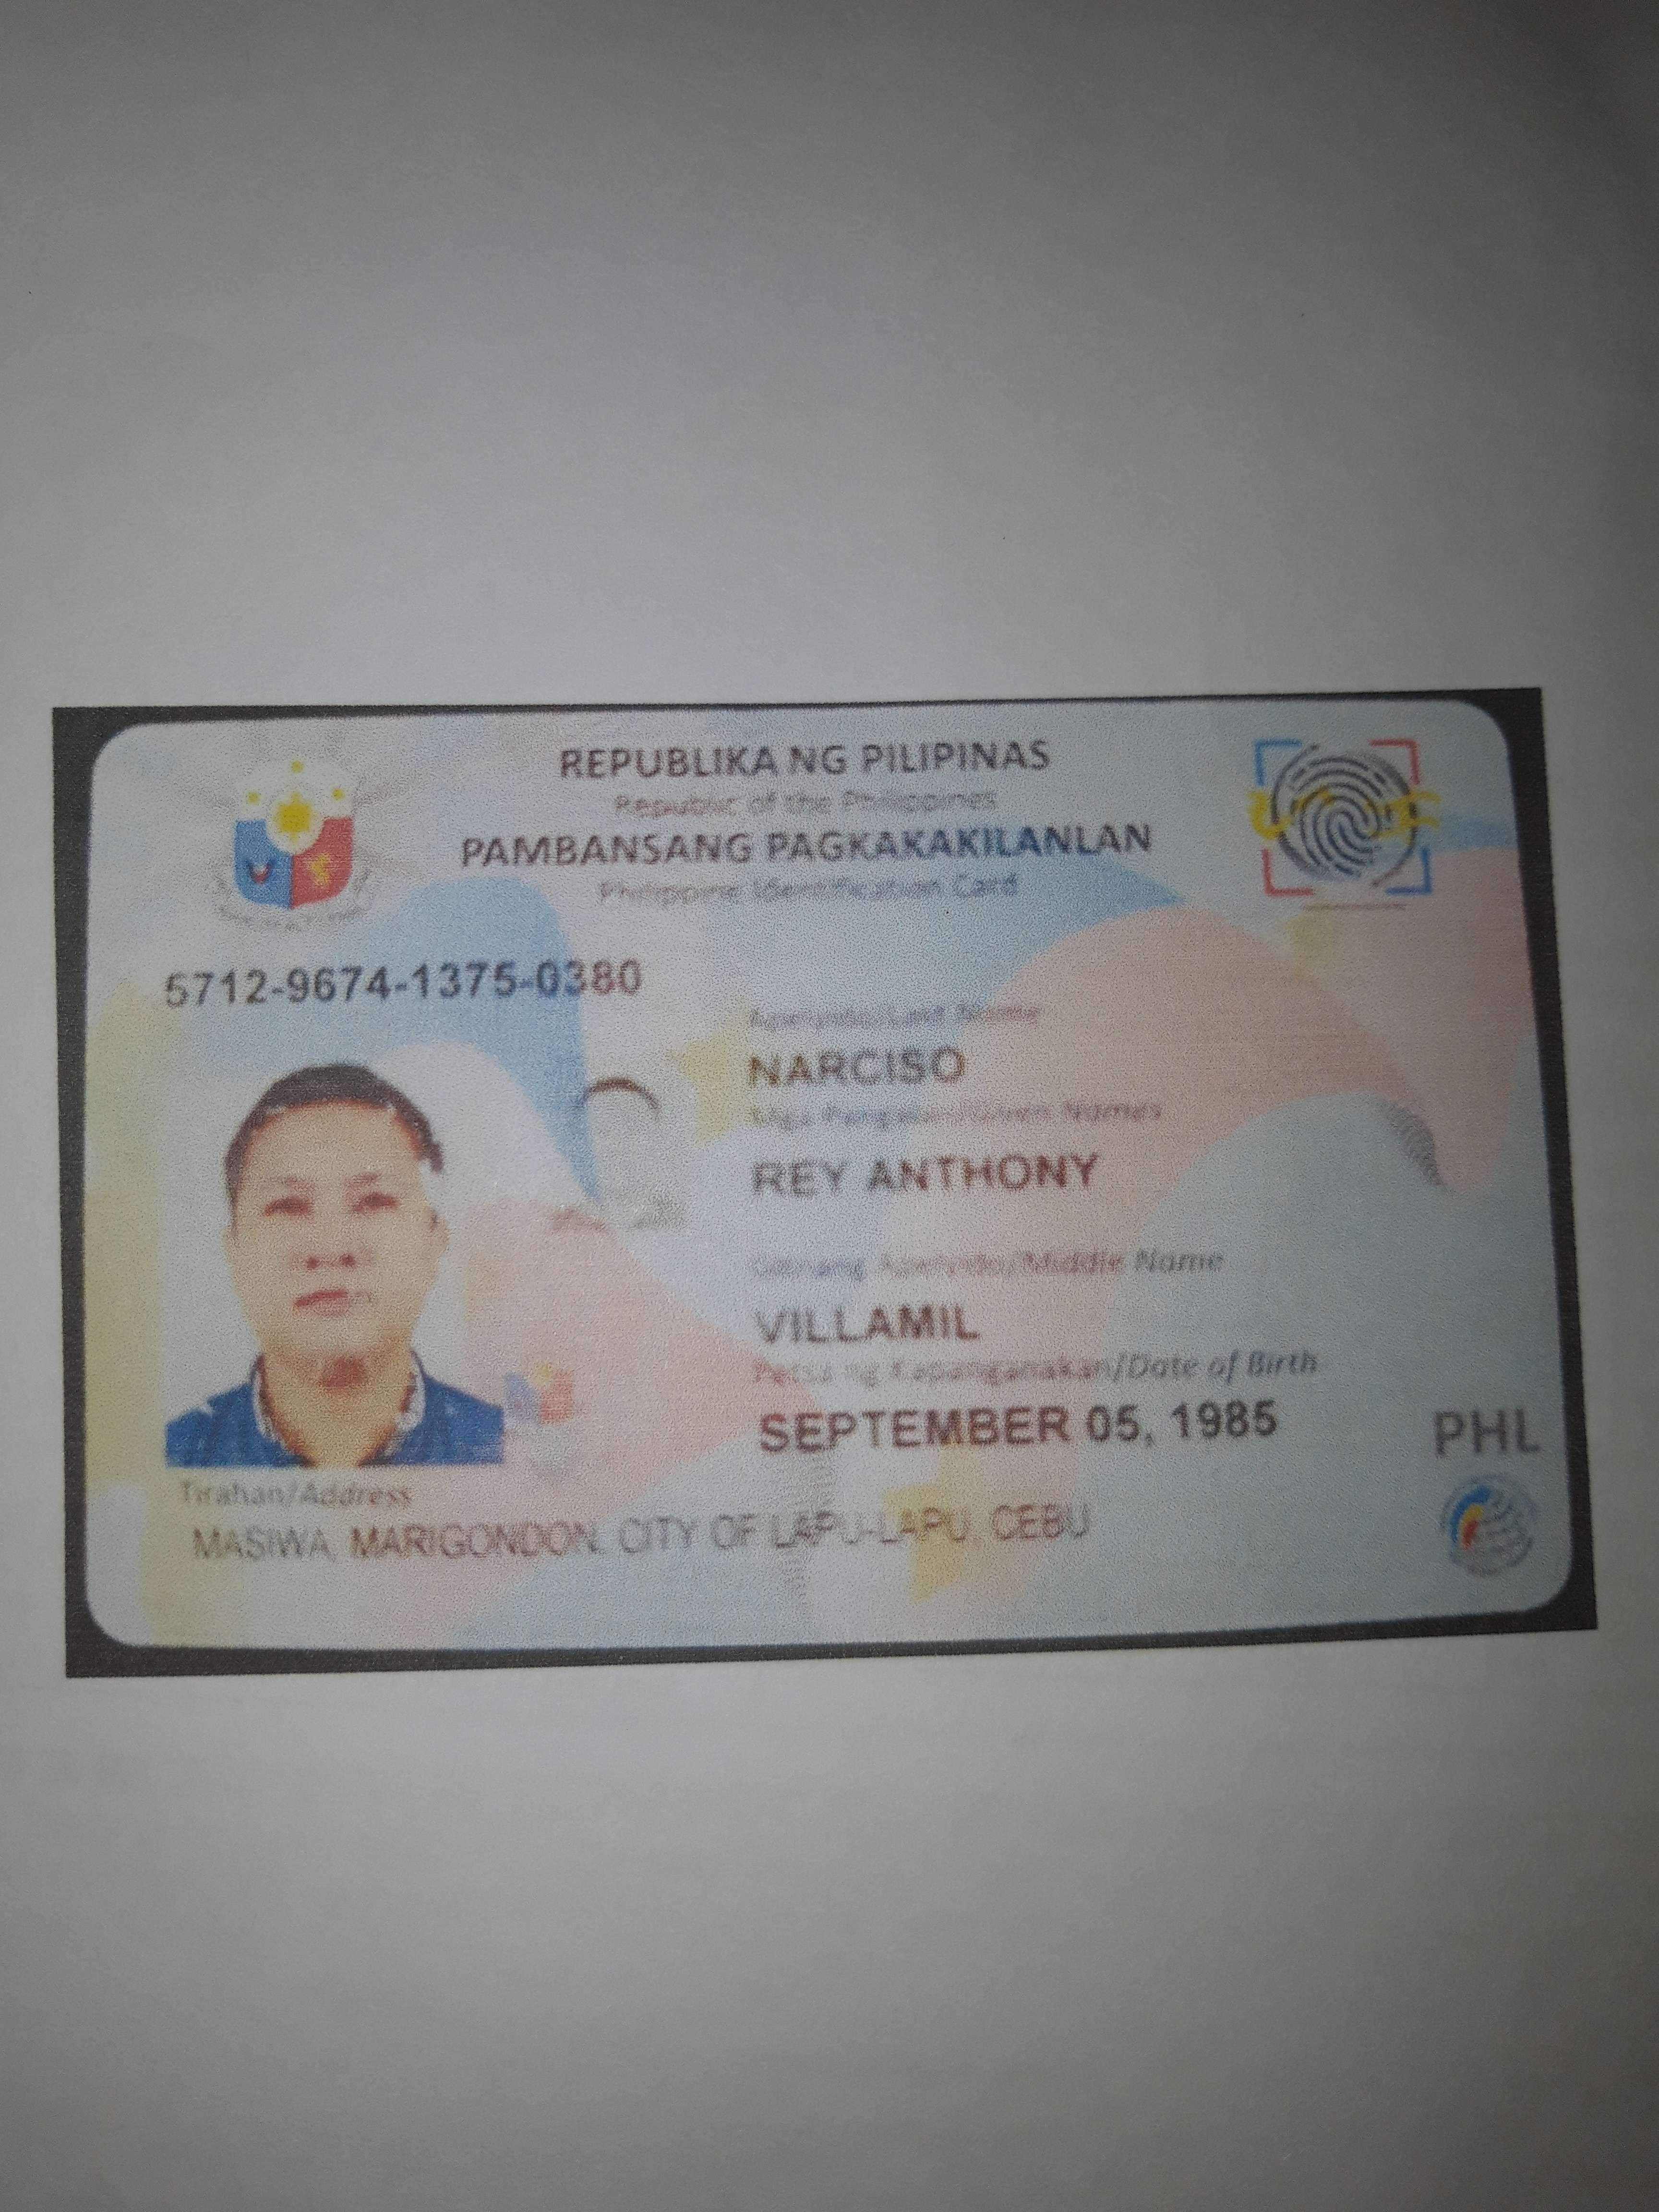 REPUBLIKA NG PILIPINAS
Republic of the Philippines
PAMBANSANG PAGKAKAKILANLAN
Philippine Identification Card
5712-9674-1375-0380
Apelyido/Last Name
NARCISO
Mga Pangalan/Given Names
REY ANTHONY
Gitnang Apelyido/Middle Name
VILLAMIL
Petsa ng Kapanganakan/Date of Birth
SEPTEMBER 05, 1985
PHL
Tirahan/Address
MASIWA, MARIGONDON, CITY OF LAPU-LAPU, CEBU